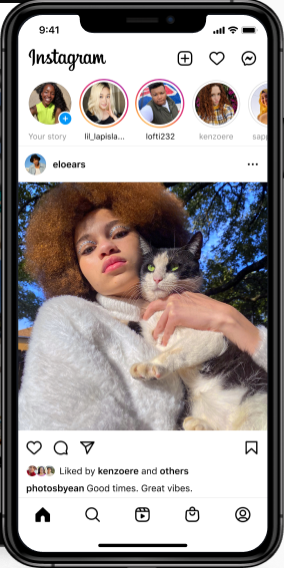 9:41
Instagram
Your story lil_lapisla... lofti232 kenzoere sapp
eloears
Liked by kenzoere and others
photosbyean Good times. Great vibes.